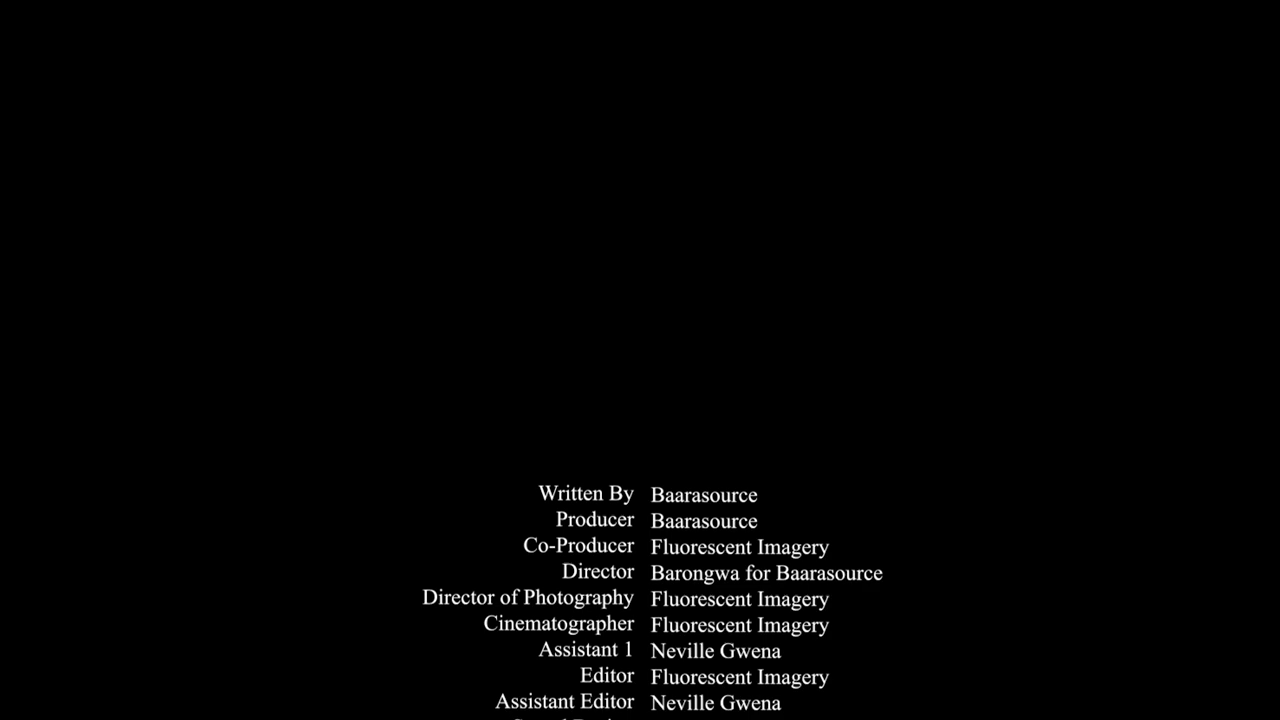 Written By Baarasource
Producer Baarasource
Co-Producer Fluorescent Imagery
Director Barongwa for Baarasource
Director of Photography Fluorescent Imagery
Cinematographer Fluorescent Imagery
Assistant 1 Neville Gwena
Editor Fluorescent Imagery
Assistant Editor Neville Gwena